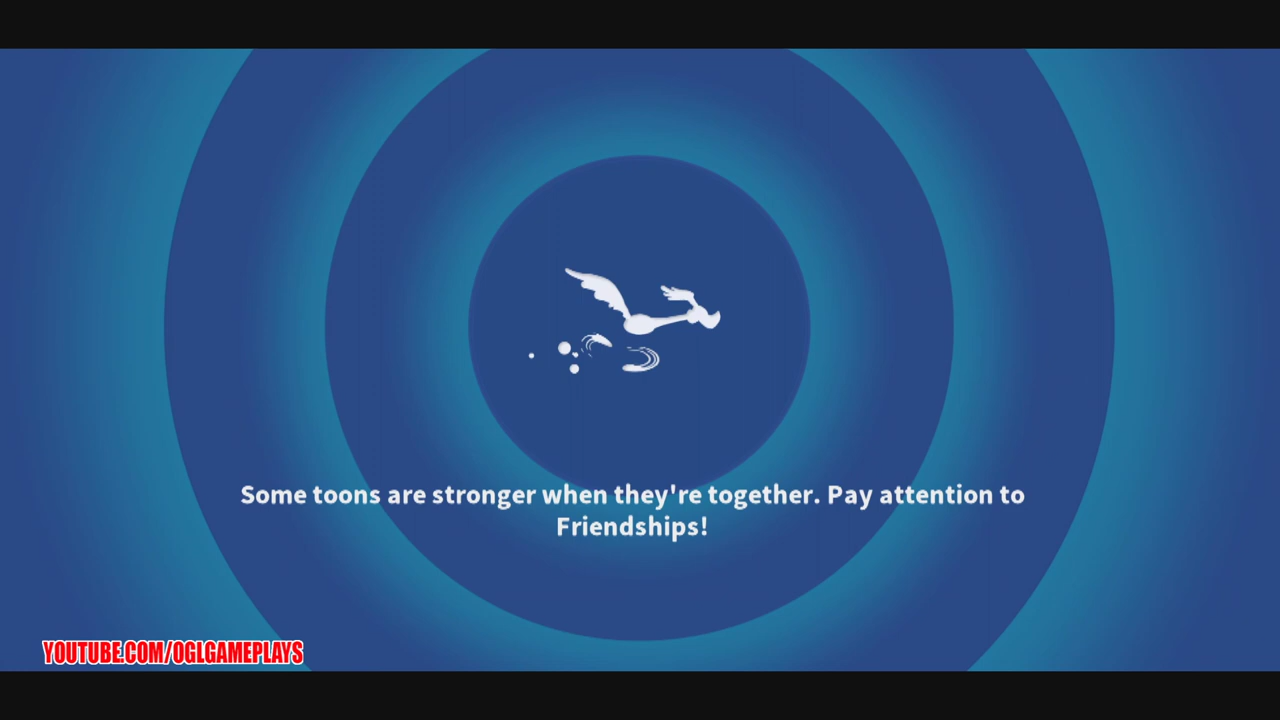 Some toons are stronger when they're together. Pay attention to
Friendships!
YOUTUBE.COM/OGLGAMEPLAYS